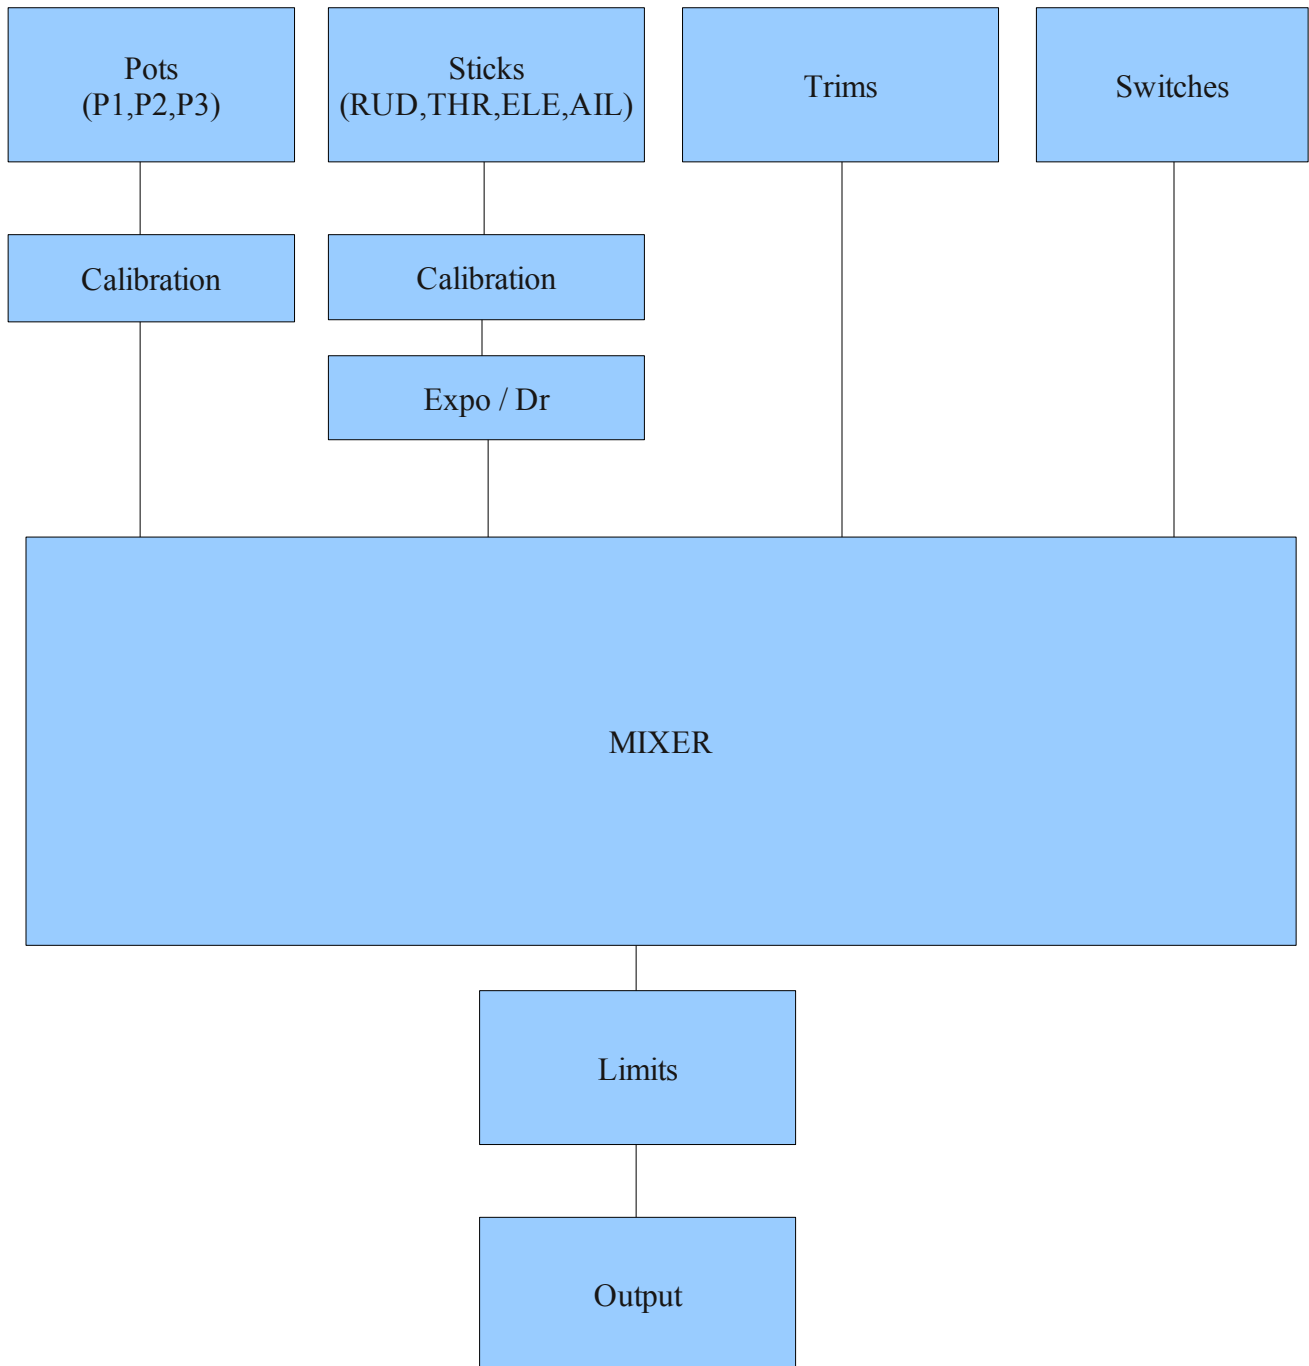 Pots
(P1,P2,P3)
Sticks
(RUD,THR,ELE,AIL)
Trims
Switches
Calibration
Calibration
Expo / Dr
MIXER
Limits
Output